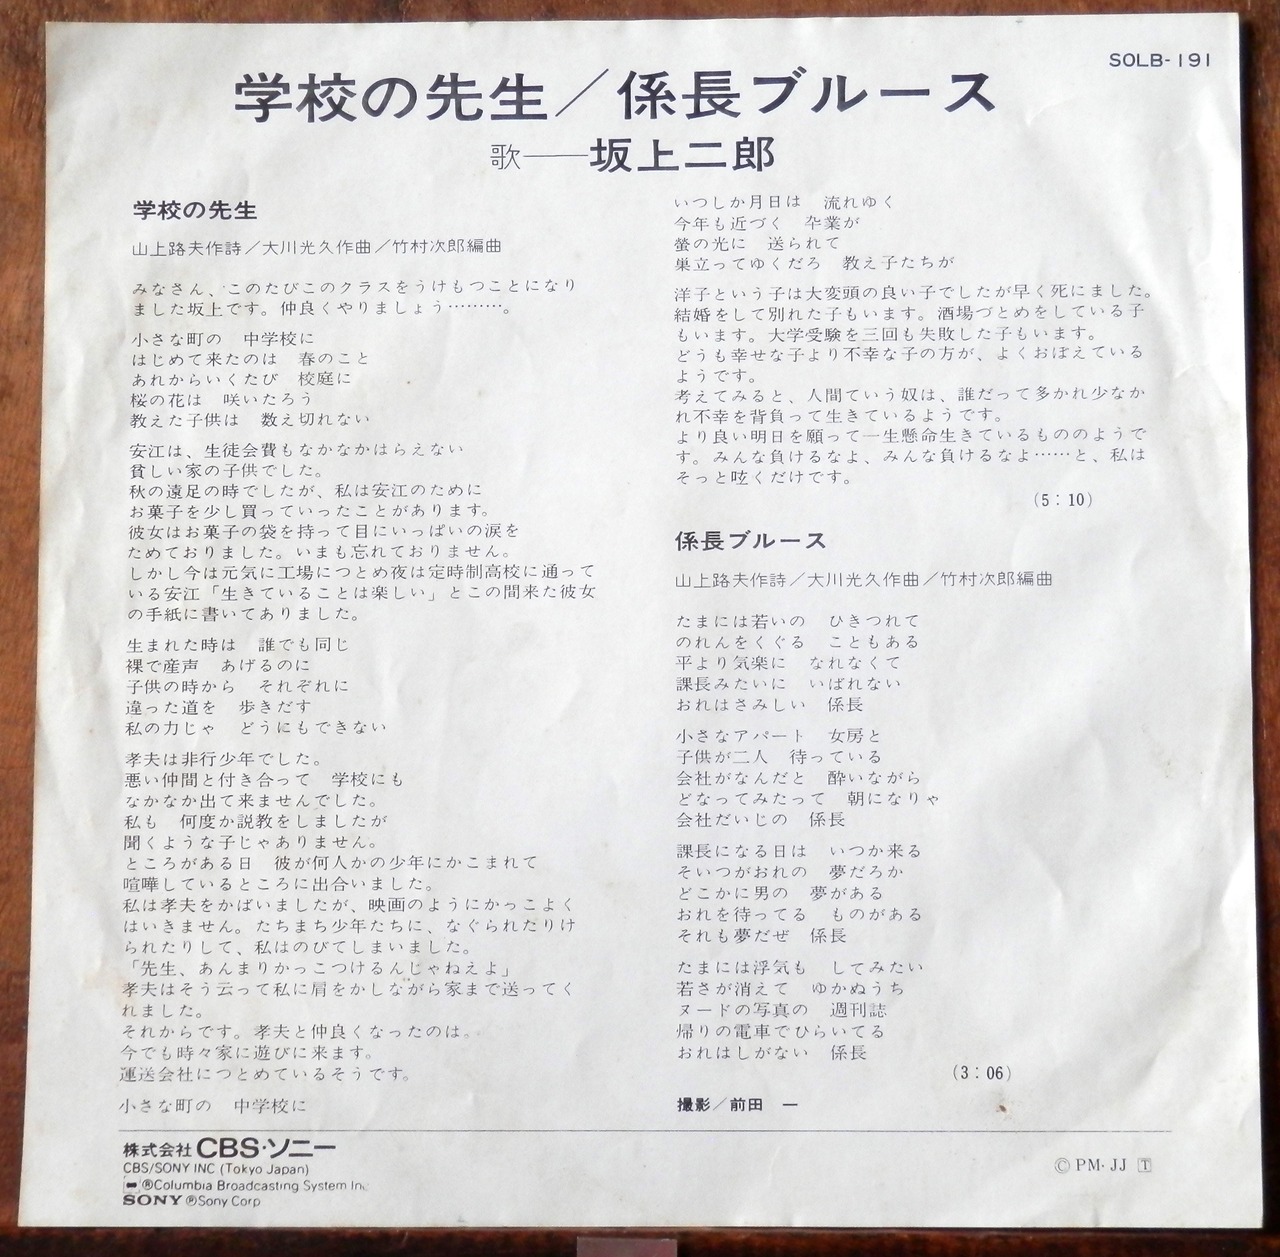 SOLB-191
学校の先生／係長ブルース
歌——坂上二郎
学校の先生
山上路夫作詩／大川光久作曲／竹村次郎編曲
みなさん、このたびこのクラスをうけもつことになり
ました坂上です。仲良くやりましょう………。
小さな町の　中学校に
はじめて来たのは　春のこと
あれからいくたび　校庭に
桜の花は　咲いたろう
教えた子供は　数え切れない
安江は、生徒会費もなかなかはらえない
貧しい家の子供でした。
秋の遠足の時でしたが、私は安江のために
お菓子を少し買っていったことがあります。
彼女はお菓子の袋を持って目にいっぱいの涙を
ためておりました。いまも忘れておりません。
しかし今は元気に工場につとめ夜は定時制高校に通って
いる安江「生きていることは楽しい」とこの間来た彼女
の手紙に書いてありました。
生まれた時は　誰でも同じ
裸で産声　あげるのに
子供の時から　それぞれに
違った道を　歩きだす
私の力じゃ　どうにもできない
孝夫は非行少年でした。
悪い仲間と付き合って　学校にも
なかなか出て来ませんでした。
私も　何度か説教をしましたが
聞くような子じゃありません。
ところがある日　彼が何人かの少年にかこまれて
喧嘩しているところに出合いました。
私は孝夫をかばいましたが、映画のようにかっこよく
はいきません。たちまち少年たちに、なぐられたりけ
られたりして、私はのびてしまいました。
「先生、あんまりかっこつけるんじゃねえよ」
孝夫はそう云って私に肩をかしながら家まで送ってく
れました。
それからです。孝夫と仲良くなったのは。
今でも時々家に遊びに来ます。
運送会社につとめているそうです。
小さな町の　中学校に
いつしか月日は　流れゆく
今年も近づく　卒業が
螢の光に　送られて
巣立ってゆくだろ　教え子たちが
洋子という子は大変頭の良い子でしたが早く死にました。
結婚をして別れた子もいます。酒場づとめをしている子
もいます。大学受験を三回も失敗した子もいます。
どうも幸せな子より不幸な子の方が、よくおぼえている
ようです。
考えてみると、人間ていう奴は、誰だって多かれ少なか
れ不幸を背負って生きているようです。
より良い明日を願って一生懸命生きているもののようで
す。みんな負けるなよ、みんな負けるなよ……と、私は
そっと呟くだけです。
(5：10)
係長ブルース
山上路夫作詩／大川光久作曲／竹村次郎編曲
たまには若いの　ひきつれて
のれんをくぐる　こともある
平より気楽に　なれなくて
課長みたいに　いばれない
おれはさみしい　係長
小さなアパート　女房と
子供が二人　待っている
会社がなんだと　酔いながら
どなってみたって　朝になりゃ
会社だいじの　係長
課長になる日は　いつか来る
そいつがおれの　夢だろか
どこかに男の　夢がある
おれを待ってる　ものがある
それも夢だぜ　係長
たまには浮気も　してみたい
若さが消えて　ゆかぬうち
ヌードの写真の　週刊誌
帰りの電車でひらいてる
おれはしがない　係長
(3：06)
撮影／前田　一
株式会社CBS・ソニー
CBS/SONY INC (Tokyo Japan)
®Columbia Broadcasting System Inc.
SONY ®Sony Corp
© PM・JJ T